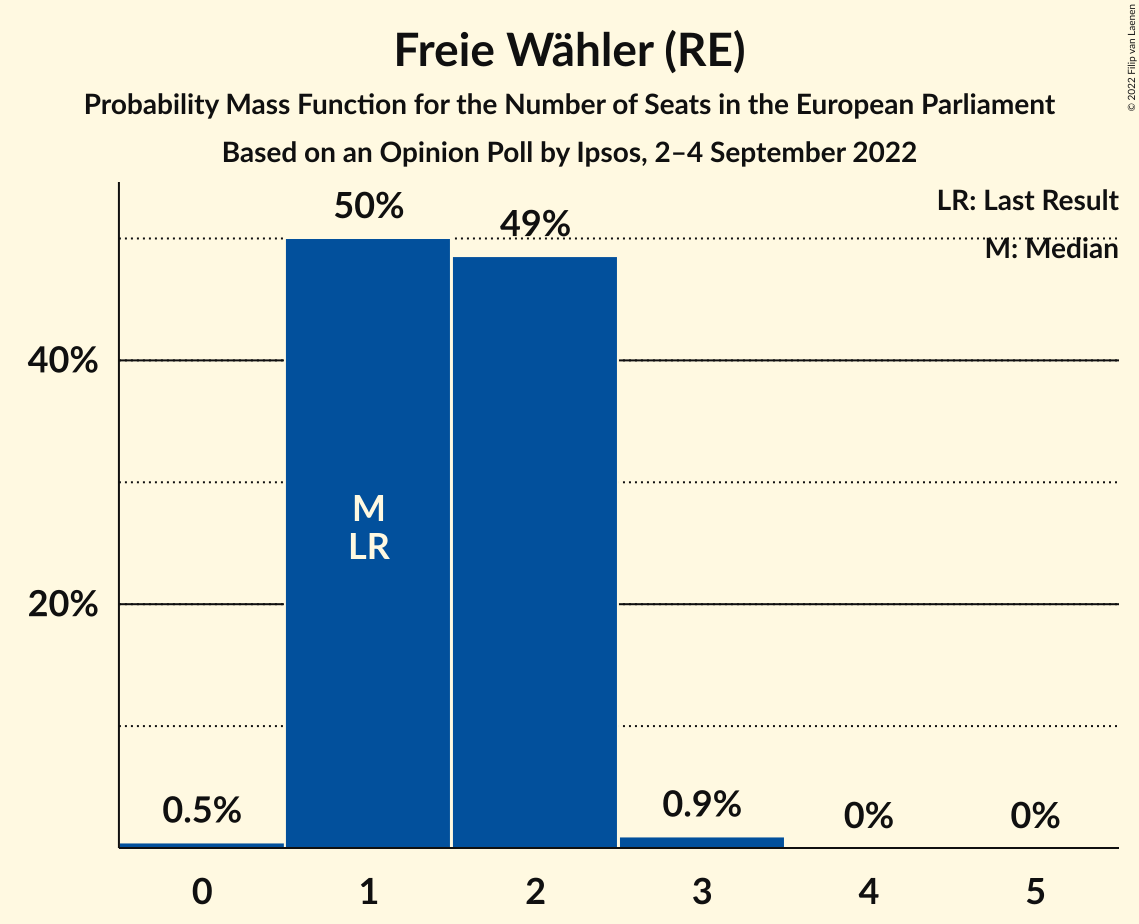 Freie Wähler (RE)
Probability Mass Function for the Number of Seats in the European Parliament
Based on an Opinion Poll by Ipsos, 2–4 September 2022
© 2022 Filip van Laenen
LR: Last Result
M: Median
50%
49%
40%
M
LR
20%
0.5%
0.9%
0%
0%
0
1
2
3
4
5